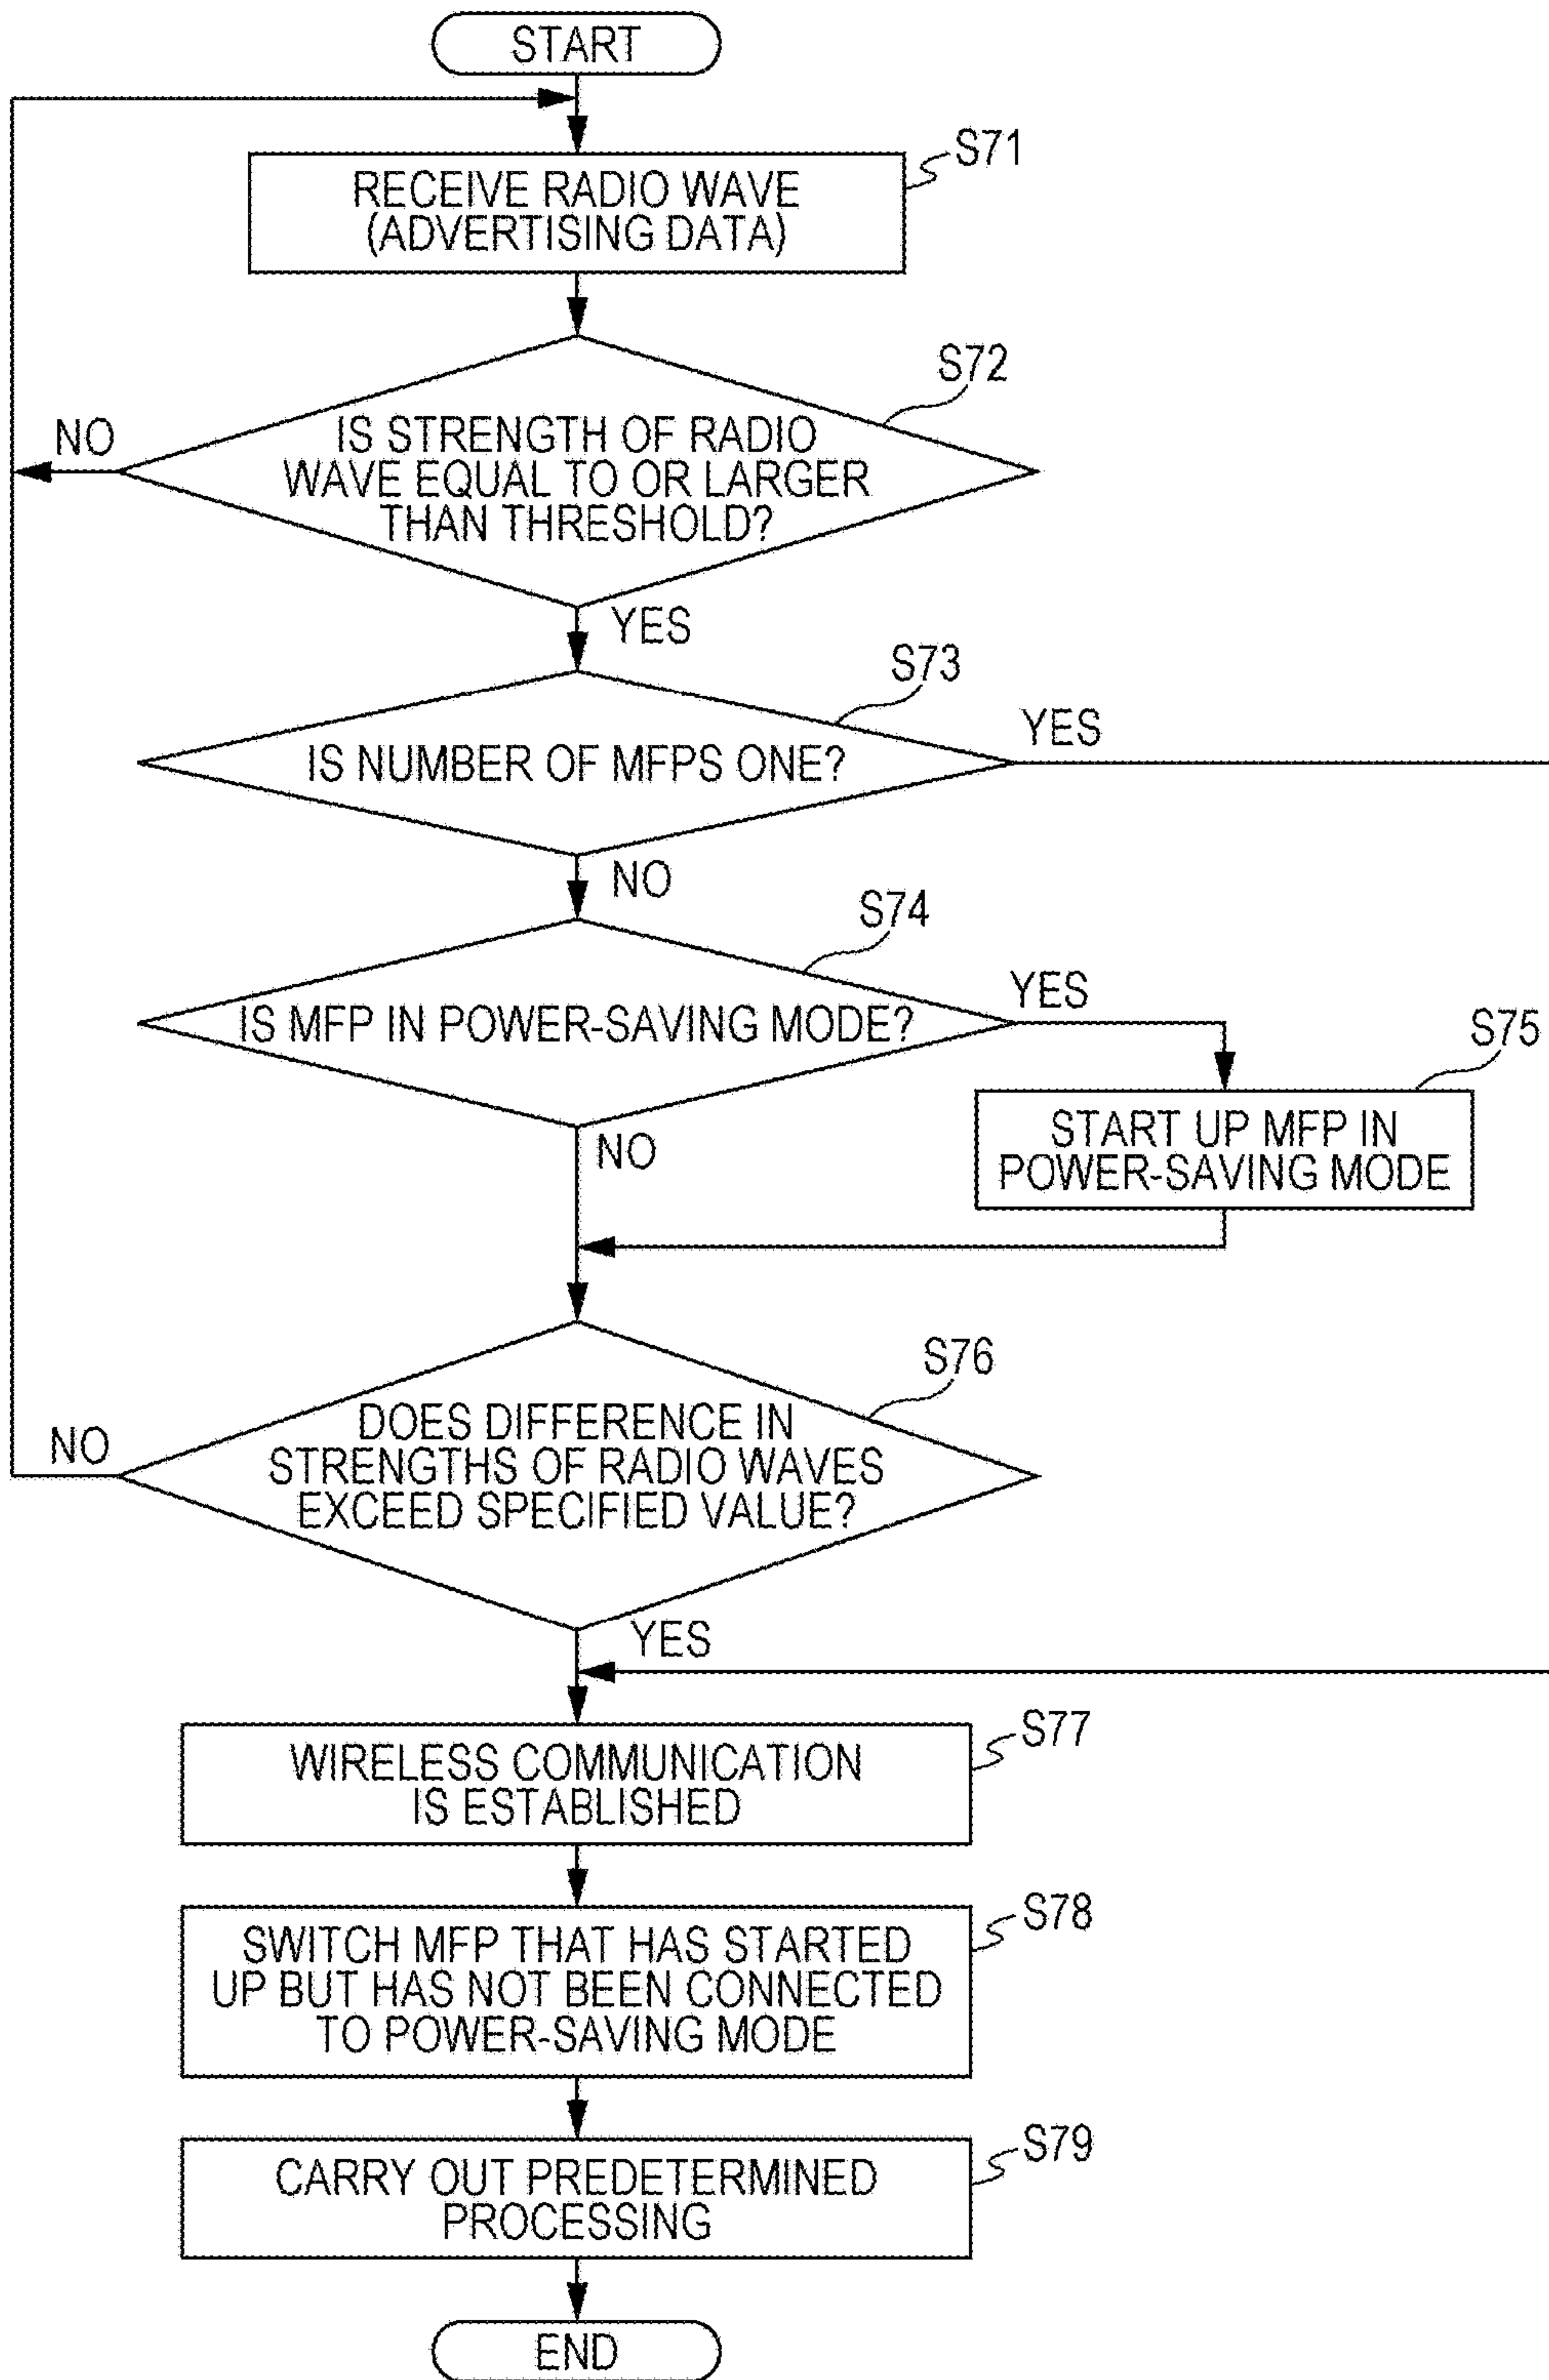 START
S71
RECEIVE RADIO WAVE
(ADVERTISING DATA)
S72
IS STRENGTH OF RADIO
WAVE EQUAL TO OR LARGER
THAN THRESHOLD?
NO
YES
S73
IS NUMBER OF MFPS ONE?
YES
NO
S74
IS MFP IN POWER-SAVING MODE?
YES
NO
S75
START UP MFP IN
POWER-SAVING MODE
S76
DOES DIFFERENCE IN
STRENGTHS OF RADIO WAVES
EXCEED SPECIFIED VALUE?
NO
YES
S77
WIRELESS COMMUNICATION
IS ESTABLISHED
S78
SWITCH MFP THAT HAS STARTED
UP BUT HAS NOT BEEN CONNECTED
TO POWER-SAVING MODE
S79
CARRY OUT PREDETERMINED
PROCESSING
END